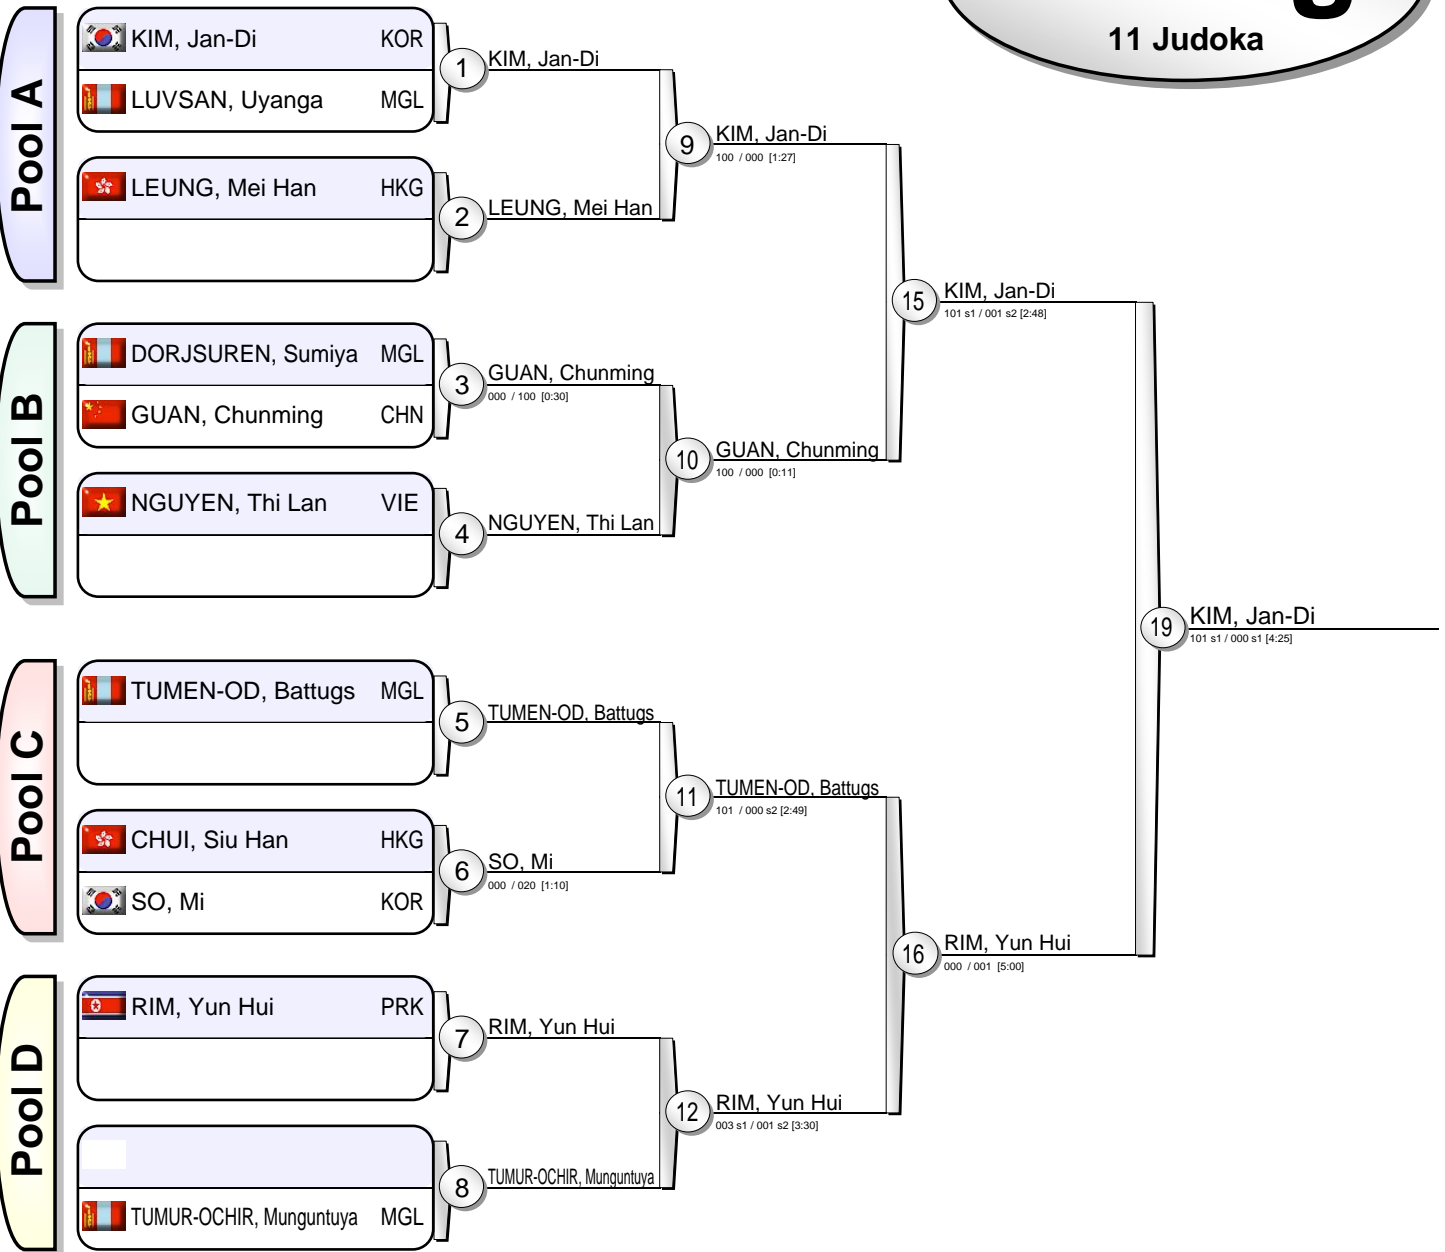 11 Judoka
Pool A
KIM, Jan-Di KOR
LUVSAN, Uyanga MGL
1
KIM, Jan-Di
LEUNG, Mei Han HKG
2
LEUNG, Mei Han
9
KIM, Jan-Di
100 / 000 [1:27]
Pool B
DORJSUREN, Sumiya MGL
GUAN, Chunming CHN
3
GUAN, Chunming
000 / 100 [0:30]
NGUYEN, Thi Lan VIE
4
NGUYEN, Thi Lan
10
GUAN, Chunming
100 / 000 [0:11]
15
KIM, Jan-Di
101 s1 / 001 s2 [2:48]
Pool C
TUMEN-OD, Battugs MGL
5
TUMEN-OD, Battugs
CHUI, Siu Han HKG
SO, Mi KOR
6
SO, Mi
000 / 020 [1:10]
11
TUMEN-OD, Battugs
101 / 000 s2 [2:49]
Pool D
RIM, Yun Hui PRK
7
RIM, Yun Hui
TUMUR-OCHIR, Munguntuya MGL
8
TUMUR-OCHIR, Munguntuya
12
RIM, Yun Hui
003 s1 / 001 s2 [3:30]
16
RIM, Yun Hui
000 / 001 [5:00]
19
KIM, Jan-Di
101 s1 / 000 s1 [4:25]